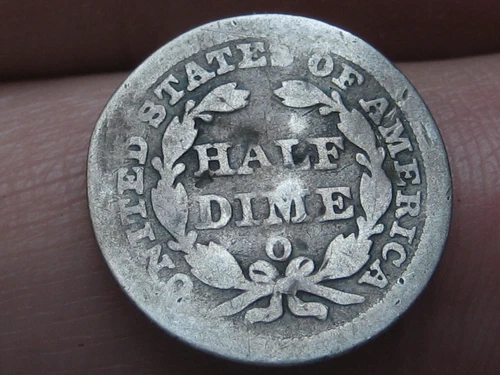 UNITED STATES OF AMERICA
HALF
DIME
O